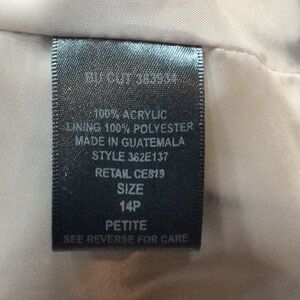 BU CUT 383934
100% ACRYLIC
LINING 100% POLYESTER
MADE IN GUATEMALA
STYLE 362E137
RETAIL CE819
SIZE
14P
PETITE
SEE REVERSE FOR CARE